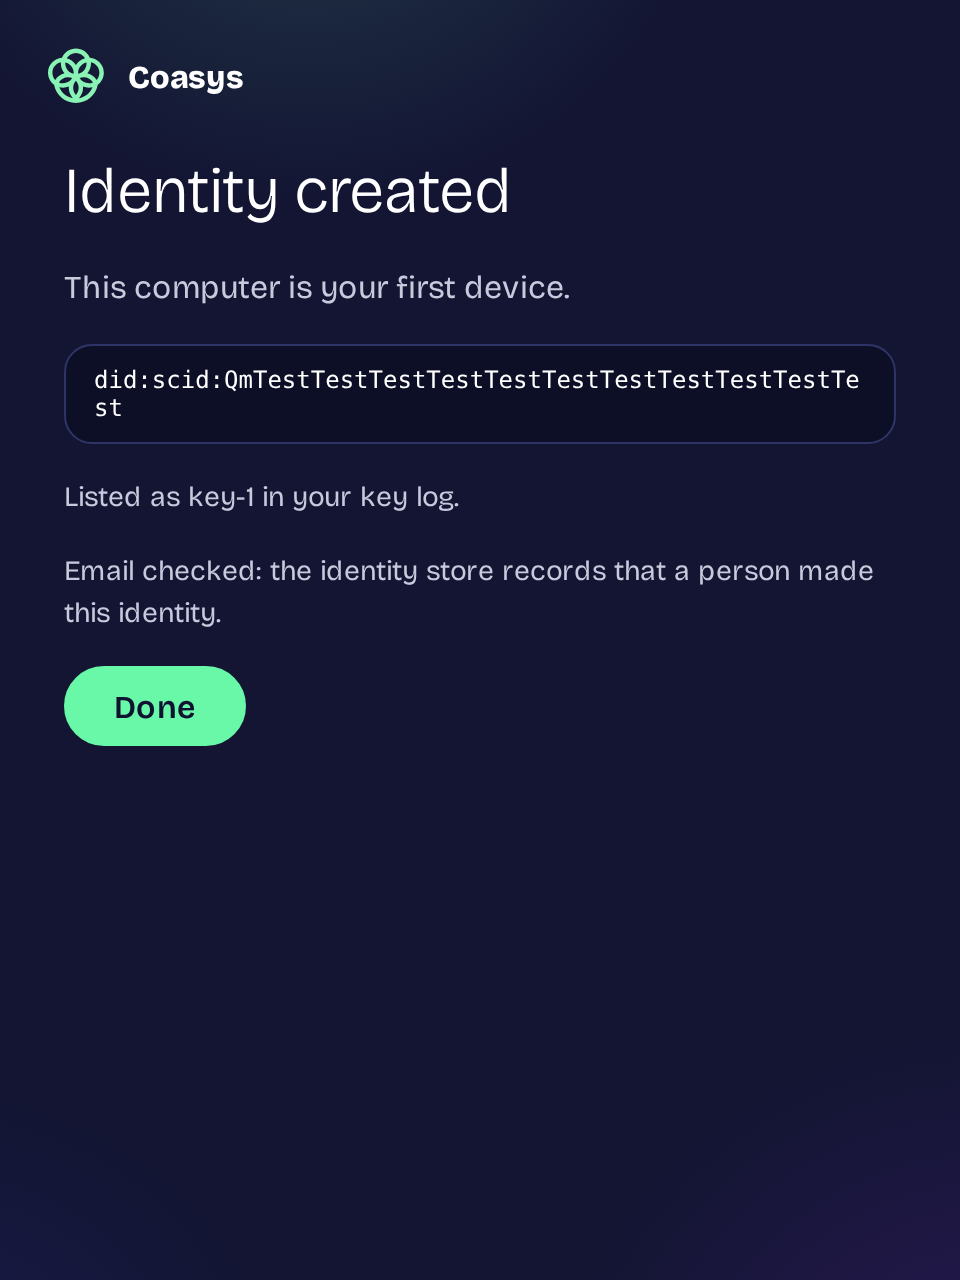 Coasys
Identity created
This computer is your first device.
did:scid:QmTestTestTestTestTestTestTestTestTestTestTe
st
Listed as key-1 in your key log.
Email checked: the identity store records that a person made
this identity.
Done